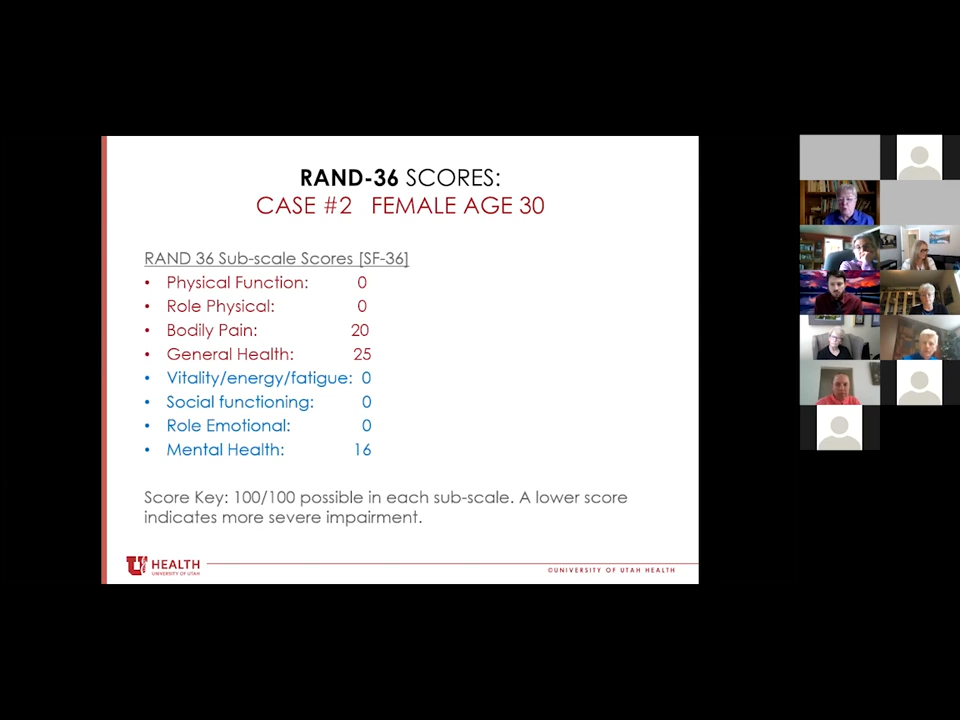 RAND-36 SCORES:
CASE #2 FEMALE AGE 30
RAND 36 Sub-scale Scores [SF-36]
• Physical Function: 0
• Role Physical: 0
• Bodily Pain: 20
• General Health: 25
• Vitality/energy/fatigue: 0
• Social functioning: 0
• Role Emotional: 0
• Mental Health: 16
Score Key: 100/100 possible in each sub-scale. A lower score
indicates more severe impairment.
U HEALTH
UNIVERSITY OF UTAH
©UNIVERSITY OF UTAH HEALTH